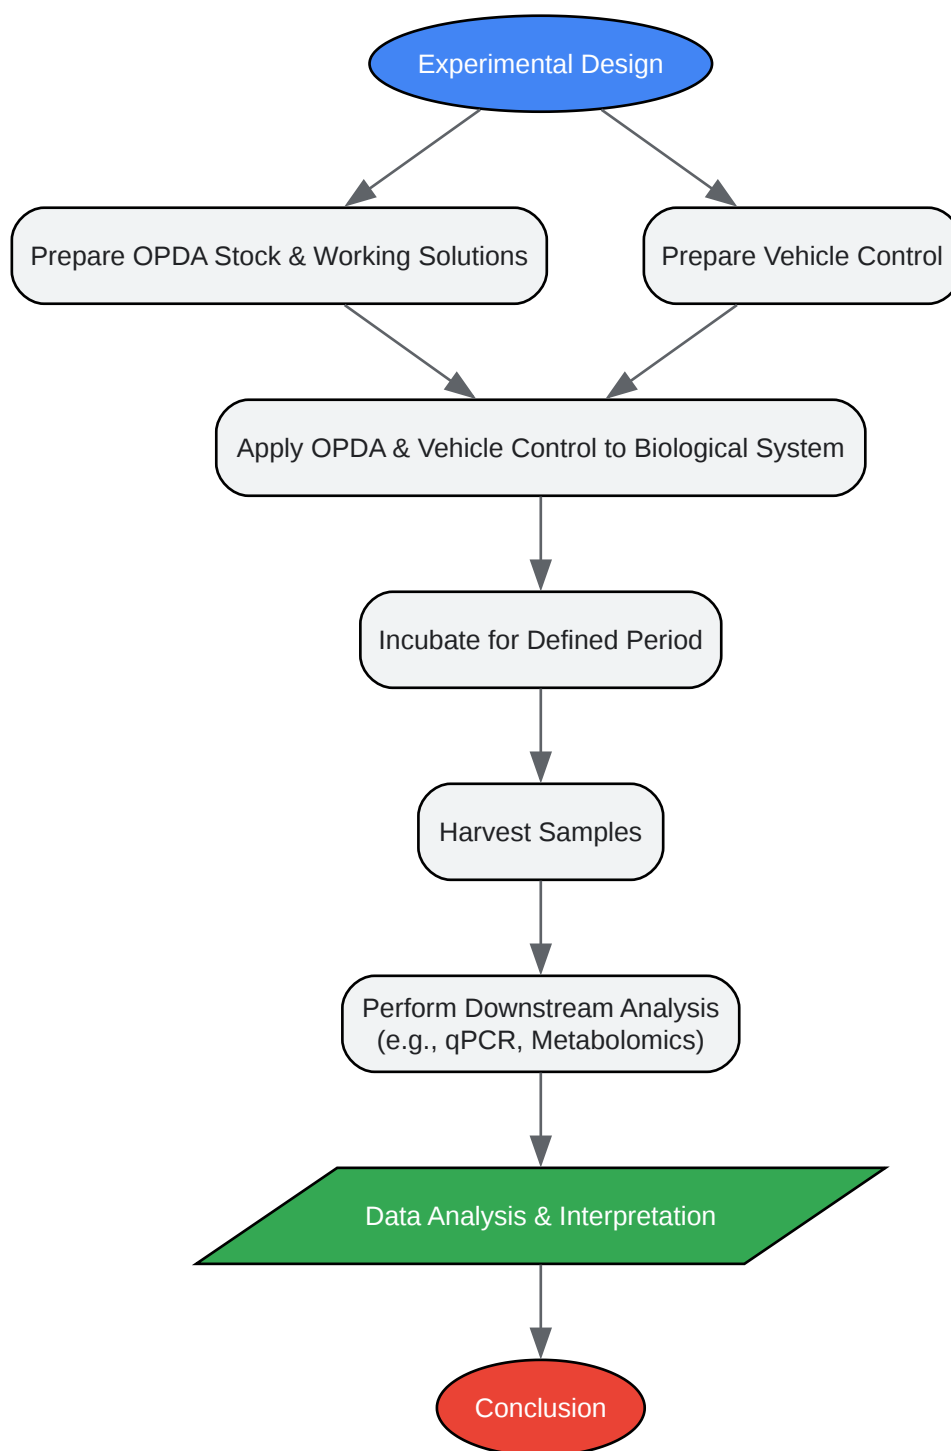 Experimental Design
Prepare OPDA Stock & Working Solutions
Prepare Vehicle Control
Apply OPDA & Vehicle Control to Biological System
Incubate for Defined Period
Harvest Samples
Perform Downstream Analysis
(e.g., qPCR, Metabolomics)
Data Analysis & Interpretation
Conclusion